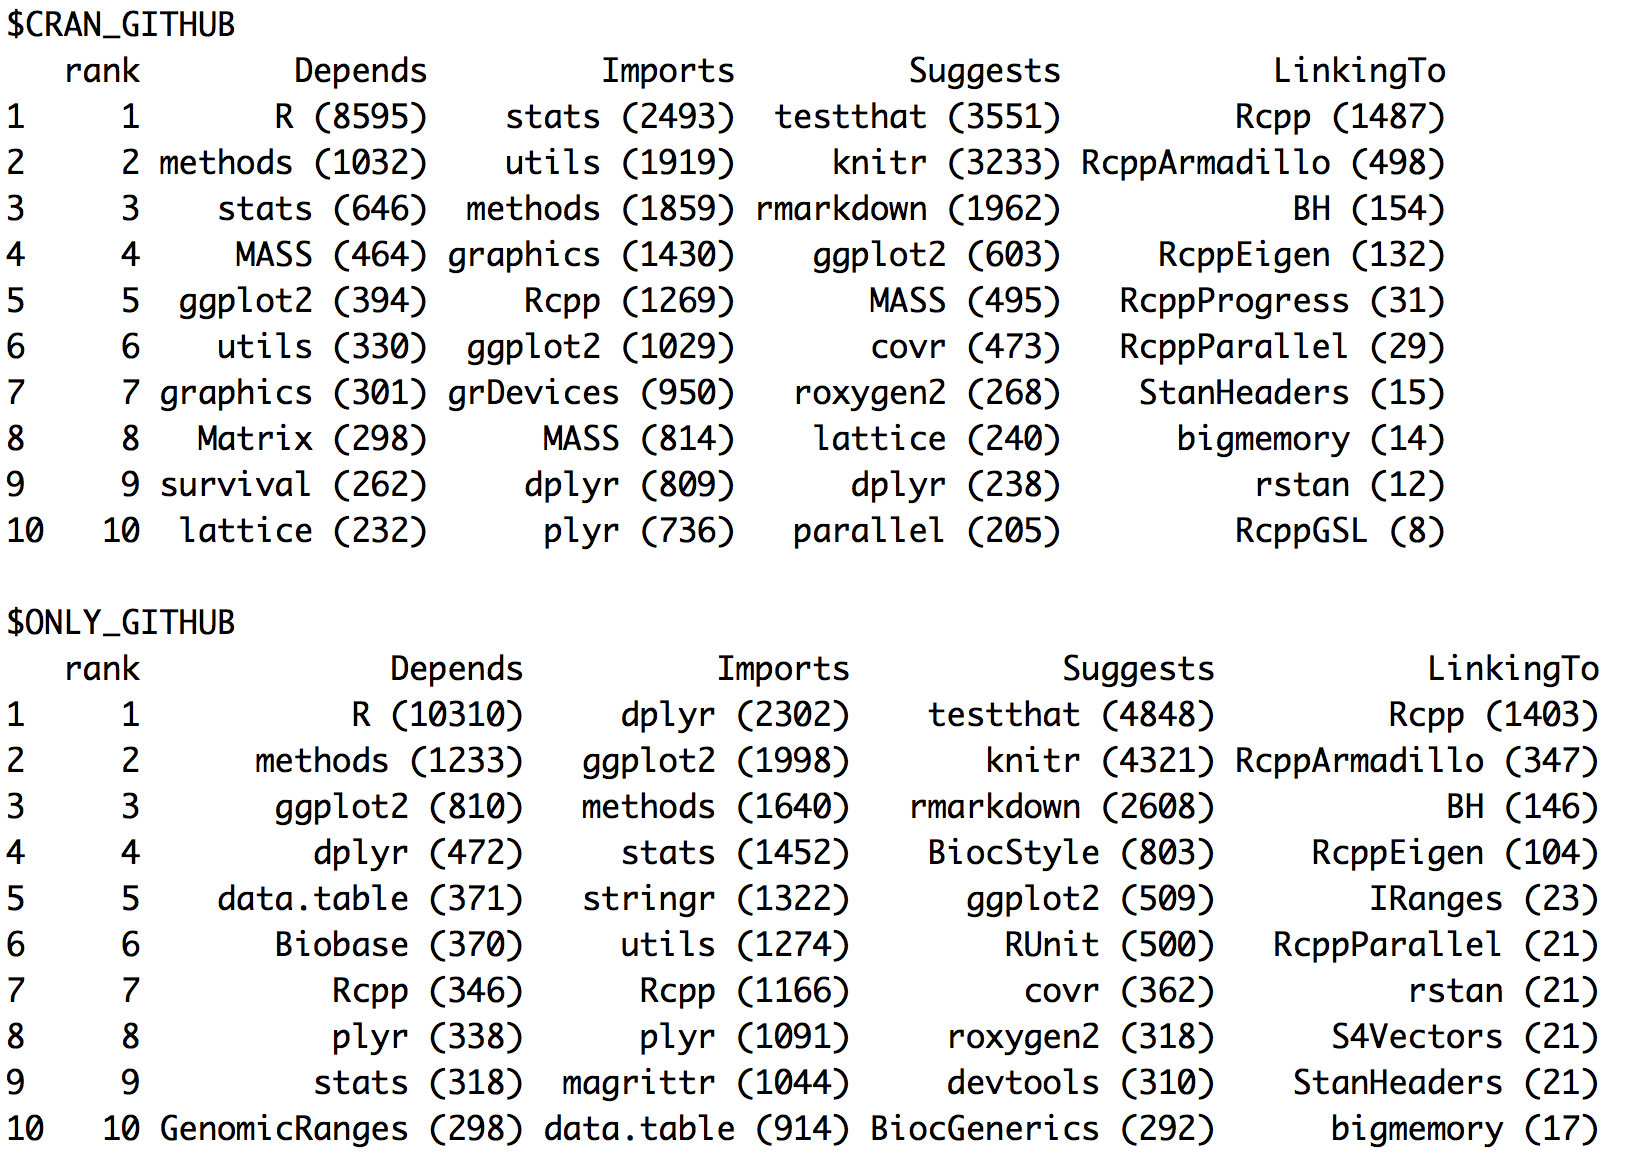 $CRAN_GITHUB
   rank        Depends          Imports         Suggests            LinkingTo
1     1       R (8595)     stats (2493)  testthat (3551)          Rcpp (1487)
2     2 methods (1032)     utils (1919)     knitr (3233)  RcppArmadillo (498)
3     3    stats (646)   methods (1859) rmarkdown (1962)             BH (154)
4     4     MASS (464)  graphics (1430)    ggplot2 (603)      RcppEigen (132)
5     5  ggplot2 (394)      Rcpp (1269)       MASS (495)    RcppProgress (31)
6     6    utils (330)   ggplot2 (1029)       covr (473)    RcppParallel (29)
7     7 graphics (301)  grDevices (950)   roxygen2 (268)     StanHeaders (15)
8     8   Matrix (298)       MASS (814)    lattice (240)       bigmemory (14)
9     9 survival (262)      dplyr (809)      dplyr (238)           rstan (12)
10   10  lattice (232)       plyr (736)   parallel (205)          RcppGSL (8)

$ONLY_GITHUB
   rank             Depends          Imports            Suggests           LinkingTo
1     1           R (10310)     dplyr (2302)     testthat (4848)         Rcpp (1403)
2     2      methods (1233)   ggplot2 (1998)        knitr (4321) RcppArmadillo (347)
3     3       ggplot2 (810)   methods (1640)    rmarkdown (2608)            BH (146)
4     4         dplyr (472)     stats (1452)     BiocStyle (803)     RcppEigen (104)
5     5    data.table (371)   stringr (1322)       ggplot2 (509)        IRanges (23)
6     6       Biobase (370)     utils (1274)         RUnit (500)   RcppParallel (21)
7     7          Rcpp (346)      Rcpp (1166)          covr (362)          rstan (21)
8     8          plyr (338)      plyr (1091)      roxygen2 (318)      S4Vectors (21)
9     9         stats (318)  magrittr (1044)      devtools (310)    StanHeaders (21)
10   10 GenomicRanges (298) data.table (914)  BiocGenerics (292)      bigmemory (17)